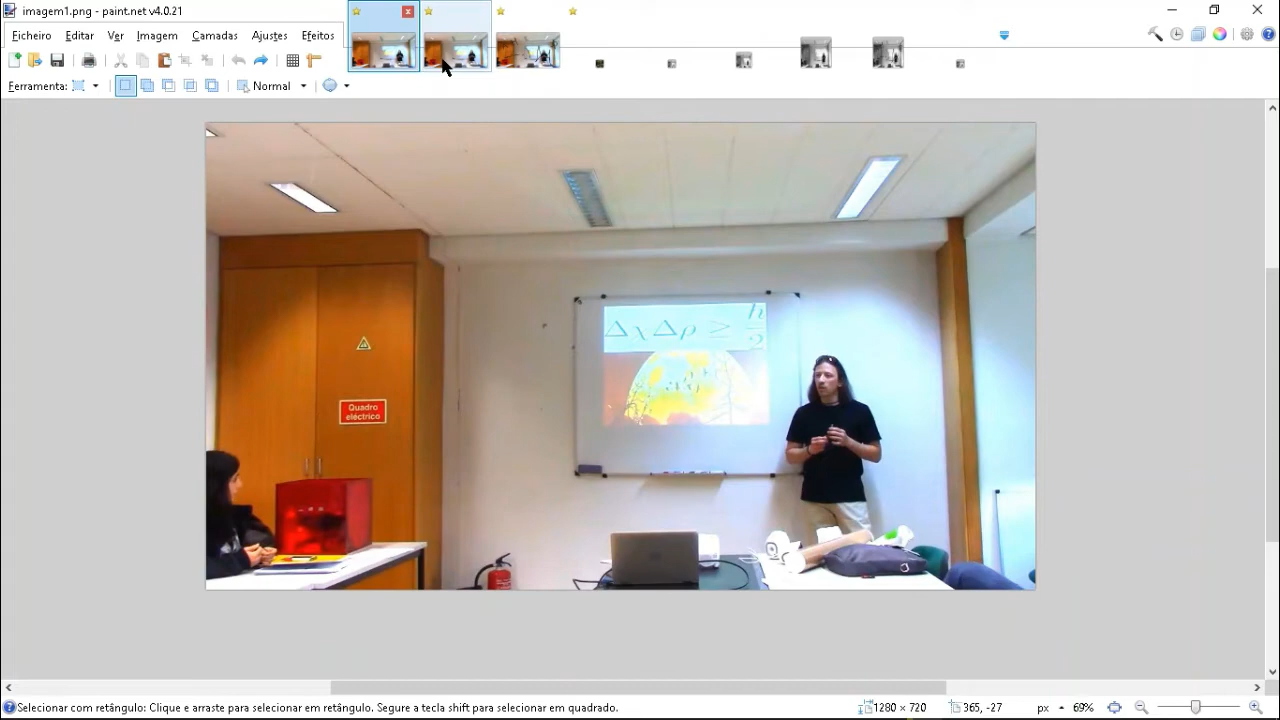 imagem1.png - paint.net v4.0.21
Ficheiro Editar Ver Imagem Camadas Ajustes Efeitos
Ferramenta: Normal
Δ χ Δ ρ ≥ ℏ/2
Quadro
eléctrico
Selecionar com retângulo: Clique e arraste para selecionar em retângulo. Segure a tecla shift para selecionar em quadrado. 1280 × 720 365, -27 px 69%